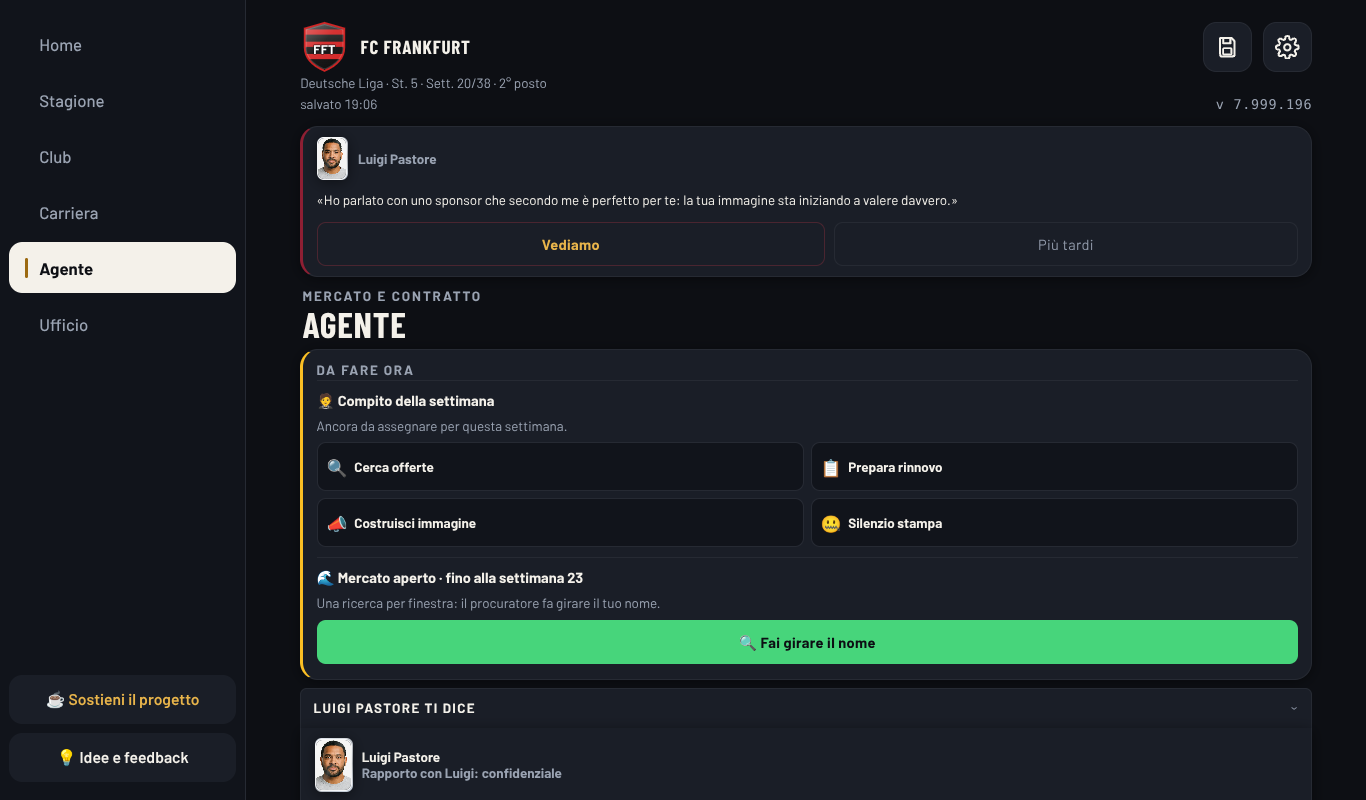 Home
Stagione
Club
Carriera
Agente
Ufficio
☕ Sostieni il progetto
💡 Idee e feedback
FFT
FC FRANKFURT
Deutsche Liga · St. 5 · Sett. 20/38 · 2° posto
salvato 19:06
v 7.999.196
Luigi Pastore
«Ho parlato con uno sponsor che secondo me è perfetto per te: la tua immagine sta iniziando a valere davvero.»
Vediamo
Più tardi
MERCATO E CONTRATTO
AGENTE
DA FARE ORA
🤵 Compito della settimana
Ancora da assegnare per questa settimana.
🔍 Cerca offerte
📋 Prepara rinnovo
📣 Costruisci immagine
🤐 Silenzio stampa
🌊 Mercato aperto · fino alla settimana 23
Una ricerca per finestra: il procuratore fa girare il tuo nome.
🔍 Fai girare il nome
LUIGI PASTORE TI DICE
Luigi Pastore
Rapporto con Luigi: confidenziale